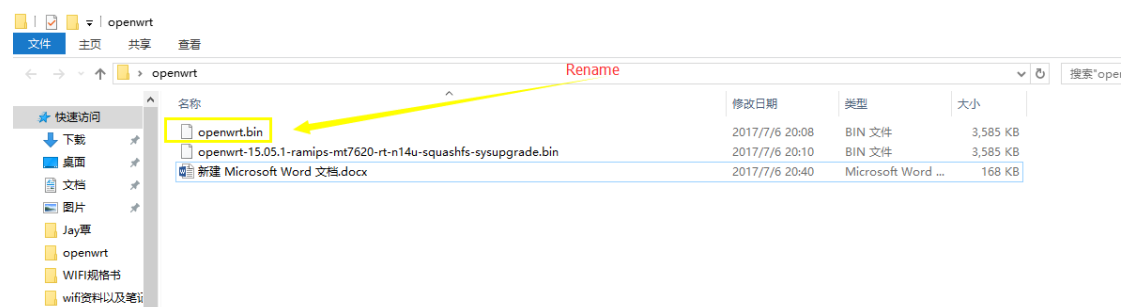 openwrt
文件 主页 共享 查看
openwrt
搜索"oper
Rename
名称 修改日期 类型 大小
快速访问
openwrt.bin 2017/7/6 20:08 BIN 文件 3,585 KB
下载
openwrt-15.05.1-ramips-mt7620-rt-n14u-squashfs-sysupgrade.bin 2017/7/6 20:10 BIN 文件 3,585 KB
桌面
新建 Microsoft Word 文档.docx 2017/7/6 20:40 Microsoft Word ... 168 KB
文档
图片
Jay覃
openwrt
WIFI规格书
wifi资料以及笔记